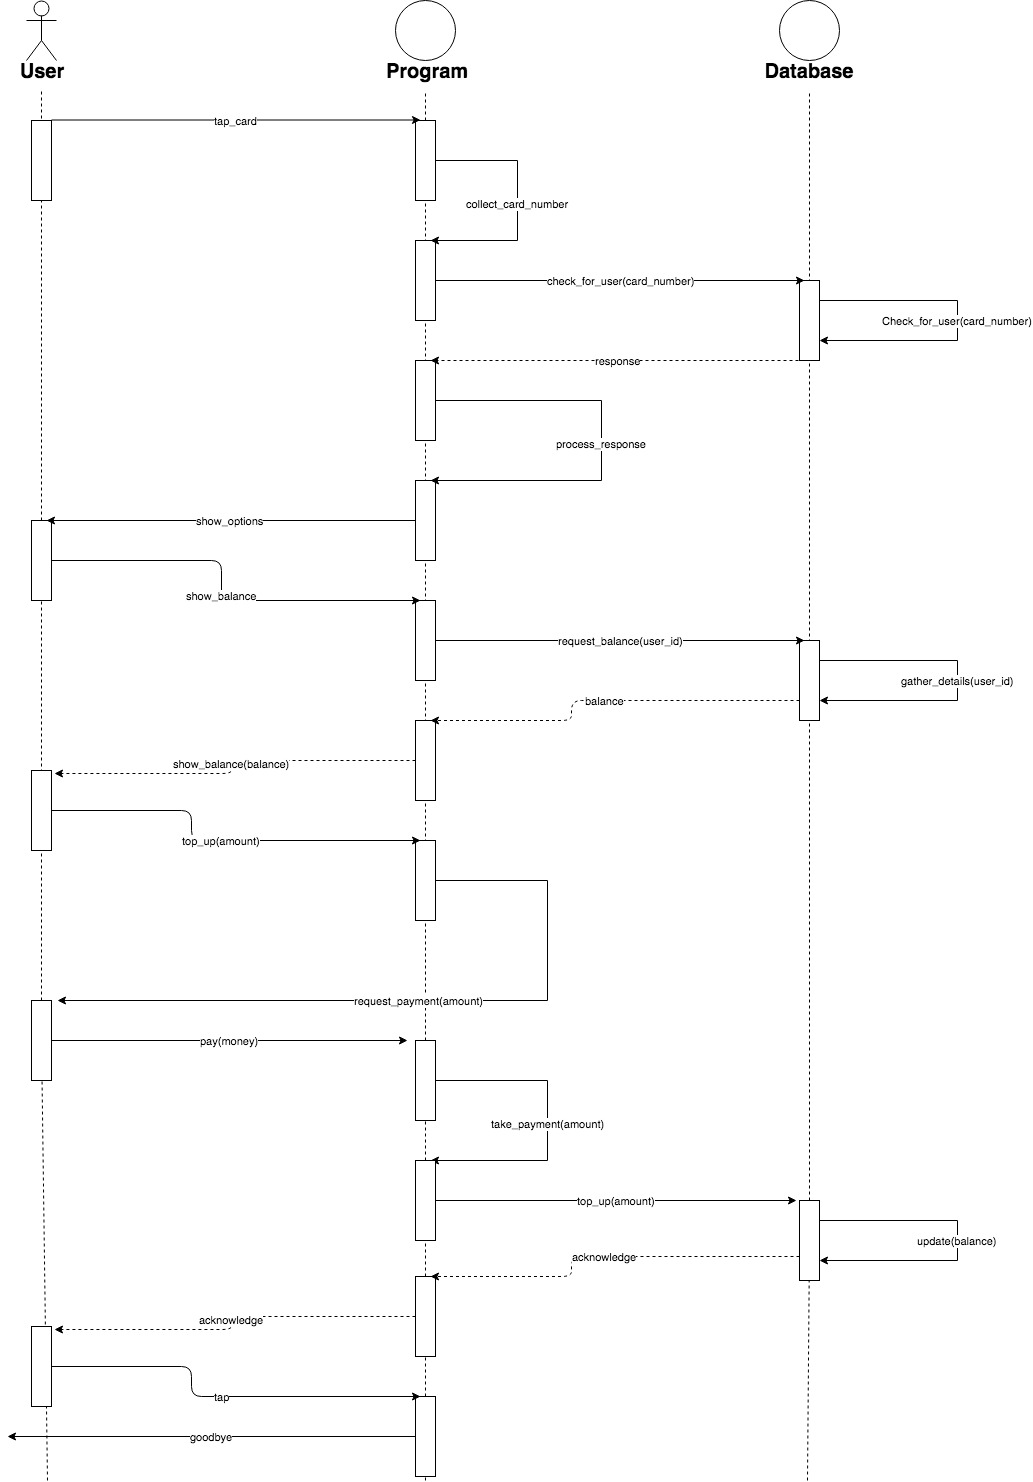 User
Program
Database
tap_card
collect_card_number
check_for_user(card_number)
Check_for_user(card_number)
response
process_response
show_options
show_balance
request_balance(user_id)
gather_details(user_id)
balance
show_balance(balance)
top_up(amount)
request_payment(amount)
pay(money)
take_payment(amount)
top_up(amount)
update(balance)
acknowledge
acknowledge
tap
goodbye